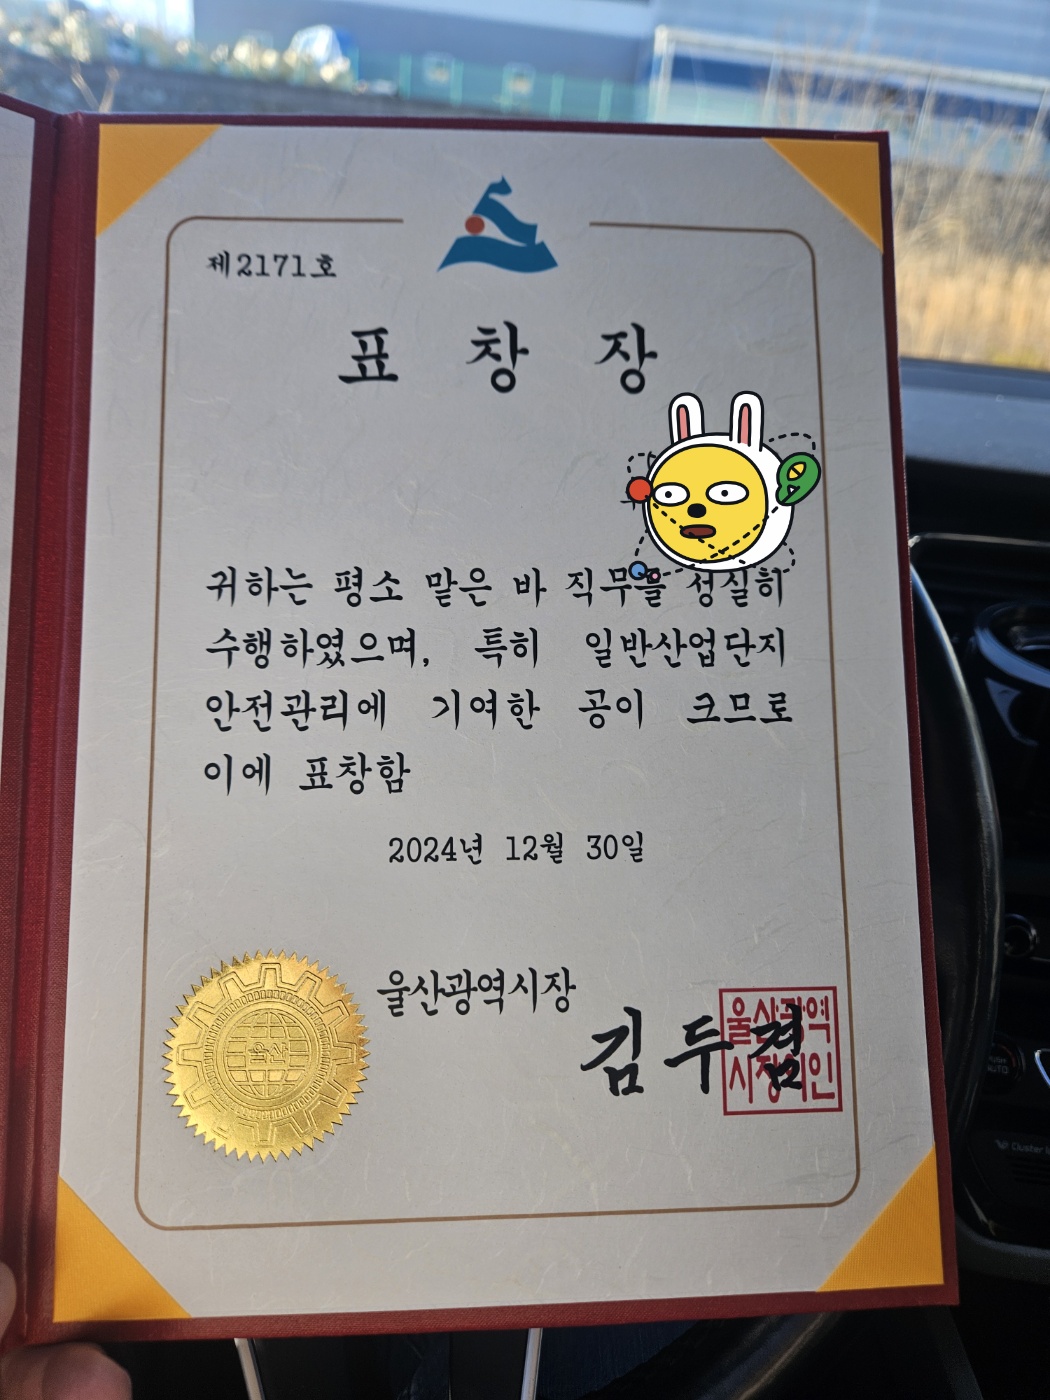 제2171호
표 창 장
귀하는 평소 맡은 바 직무를 성실히
수행하였으며, 특히 일반산업단지
안전관리에 기여한 공이 크므로
이에 표창함
2024년 12월 30일
울산광역시장
김두겸
울산광역
시장의인
울산